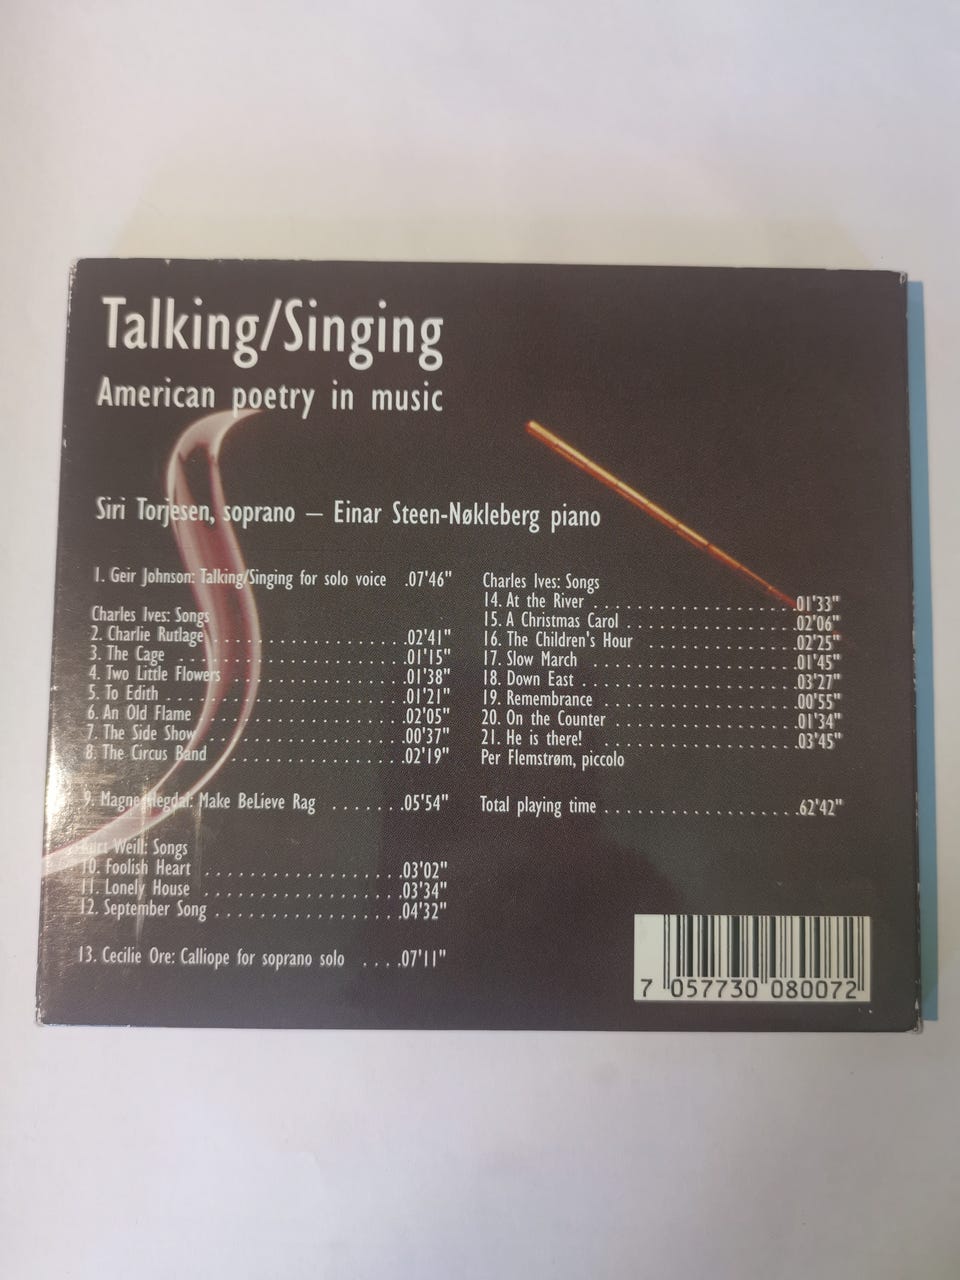 Talking/Singing
American poetry in music
Siri Torjesen, soprano – Einar Steen-Nøkleberg piano
1. Geir Johnson: Talking/Singing for solo voice .07'46"
Charles Ives: Songs
2. Charlie Rutlage . . . . . . . . . . . . . . . . . .02'41"
3. The Cage . . . . . . . . . . . . . . . . . . . . .01'15"
4. Two Little Flowers . . . . . . . . . . . . . . . .01'38"
5. To Edith . . . . . . . . . . . . . . . . . . . . .01'21"
6. An Old Flame . . . . . . . . . . . . . . . . . . .02'05"
7. The Side Show . . . . . . . . . . . . . . . . . .00'37"
8. The Circus Band . . . . . . . . . . . . . . . . .02'19"
9. Magne Hegdal: Make BeLieve Rag . . . . . . .05'54"
Kurt Weill: Songs
10. Foolish Heart . . . . . . . . . . . . . . . . . .03'02"
11. Lonely House . . . . . . . . . . . . . . . . . .03'34"
12. September Song . . . . . . . . . . . . . . . . .04'32"
13. Cecilie Ore: Calliope for soprano solo . . . .07'11"
Charles Ives: Songs
14. At the River . . . . . . . . . . . . . . . . . . .01'33"
15. A Christmas Carol . . . . . . . . . . . . . . . .02'06"
16. The Children's Hour . . . . . . . . . . . . . . .02'25"
17. Slow March . . . . . . . . . . . . . . . . . . .01'45"
18. Down East . . . . . . . . . . . . . . . . . . . .03'27"
19. Remembrance . . . . . . . . . . . . . . . . . .00'55"
20. On the Counter . . . . . . . . . . . . . . . . .01'34"
21. He is there! . . . . . . . . . . . . . . . . . . .03'45"
Per Flemstrøm, piccolo
Total playing time . . . . . . . . . . . . . . . . . .62'42"
7 057730 080072